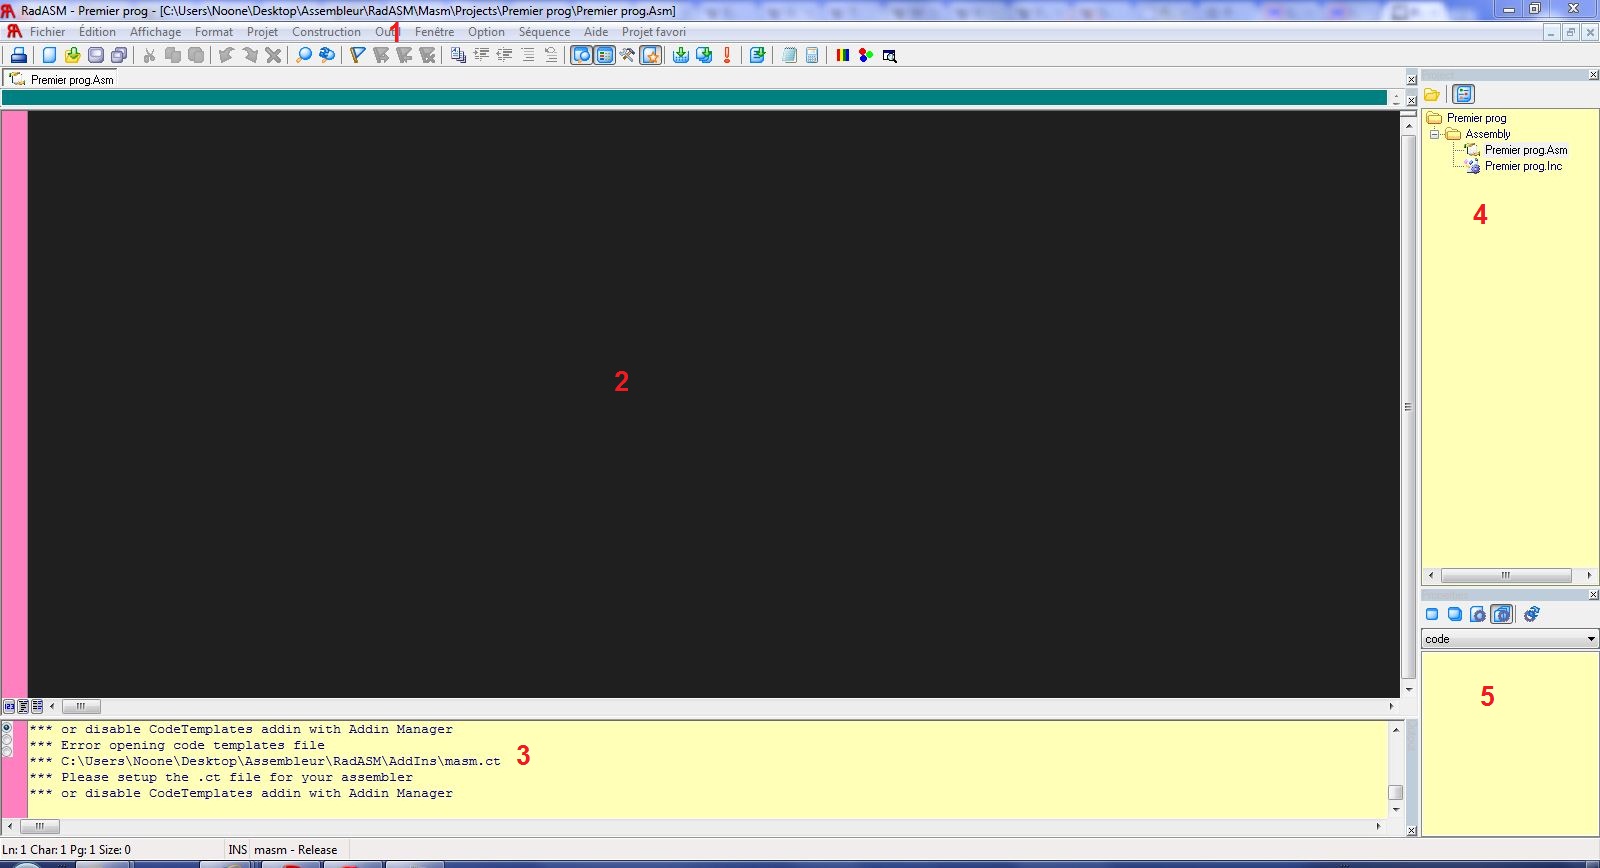 RadASM - Premier prog - [C:\Users\Noone\Desktop\Assembleur\RadASM\Masm\Projects\Premier prog\Premier prog.Asm]
Fichier Édition Affichage Format Projet Construction Fenêtre Option Séquence Aide Projet favori
1
Premier prog.Asm
Project
Premier prog
Assembly
Premier prog.Asm
Premier prog.Inc
4
2
Properties
code
5
*** or disable CodeTemplates addin with Addin Manager
*** Error opening code templates file
*** C:\Users\Noone\Desktop\Assembleur\RadASM\AddIns\masm.ct
3
*** Please setup the .ct file for your assembler
*** or disable CodeTemplates addin with Addin Manager
Ln: 1 Char: 1 Pg: 1 Size: 0 INS masm - Release